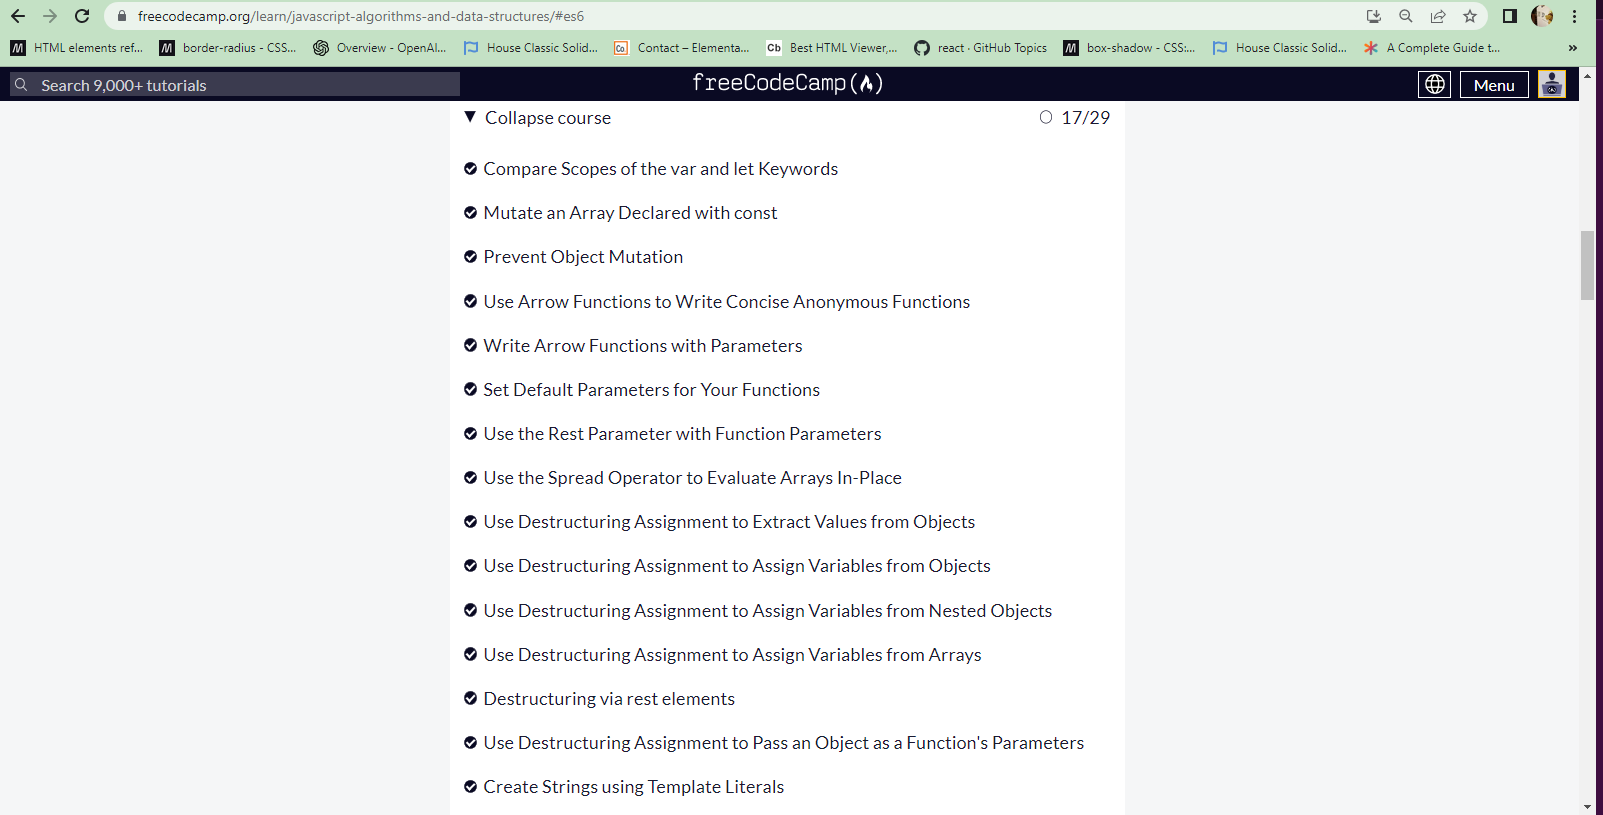 freecodecamp.org/learn/javascript-algorithms-and-data-structures/#es6
HTML elements ref... border-radius - CSS... Overview - OpenAI... House Classic Solid... Contact – Elementa... Cb Best HTML Viewer,... react · GitHub Topics box-shadow - CSS:... House Classic Solid... A Complete Guide t... »
Search 9,000+ tutorials freeCodeCamp Menu
Collapse course 17/29
Compare Scopes of the var and let Keywords
Mutate an Array Declared with const
Prevent Object Mutation
Use Arrow Functions to Write Concise Anonymous Functions
Write Arrow Functions with Parameters
Set Default Parameters for Your Functions
Use the Rest Parameter with Function Parameters
Use the Spread Operator to Evaluate Arrays In-Place
Use Destructuring Assignment to Extract Values from Objects
Use Destructuring Assignment to Assign Variables from Objects
Use Destructuring Assignment to Assign Variables from Nested Objects
Use Destructuring Assignment to Assign Variables from Arrays
Destructuring via rest elements
Use Destructuring Assignment to Pass an Object as a Function's Parameters
Create Strings using Template Literals